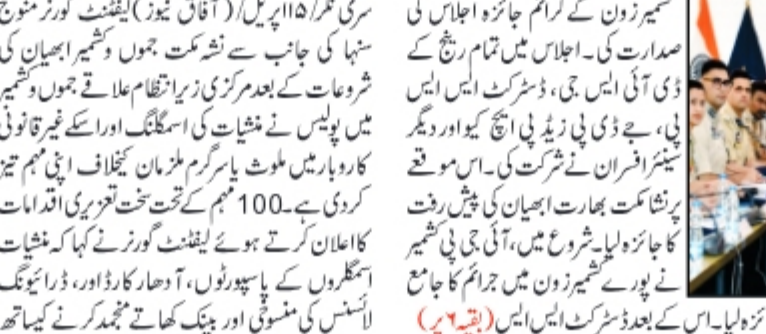 کشمیر زون کے کرائم جائزہ اجلاس کی
صدارت کی۔ اجلاس میں تمام رینج کے
ڈی آئی ایس جی، ڈسٹرکٹ ایس ایس
پی، جے ڈی پی زیڈ پی ایچ کیو اور دیگر
سینئر افسران نے شرکت کی۔ اس موقعے
پر نشا مکت بھارت ابھیان کی پیش رفت
کا جائزہ لیا۔ شروع میں، آئی جی پی کشمیر
نے پورے کشمیر زون میں جرائم کا جامع
ئزہ لیا۔ اس کے بعد ڈسٹرکٹ ایس ایس (بقیہ ۶ پر)
سری نگر/۱۵اپریل/(آفاق نیوز) لیفٹنٹ گورنر منوج
سنہا کی جانب سے نشہ مکت جموں وکشمیر ابھیان کی
شروعات کے بعد مرکزی زیر انتظام علاقے جموں وکشمیر
میں پولیس نے منشیات کی اسمگلنگ اور اسکے غیر قانونی
کاروبار میں ملوث یا سرگرم ملزمان کیخلاف اپنی مہم تیز
کردی ہے۔ 100 مہم کے تحت سخت تعزیری اقدامات
کا اعلان کرتے ہوئے لیفٹنٹ گورنر نے کہا کہ منشیات
اسمگلروں کے پاسپورٹوں، آدھار کارڈ اور، ڈرائیونگ
لائسنس کی منسوخی اور بینک کھاتے منجمد کرنے کیساتھ